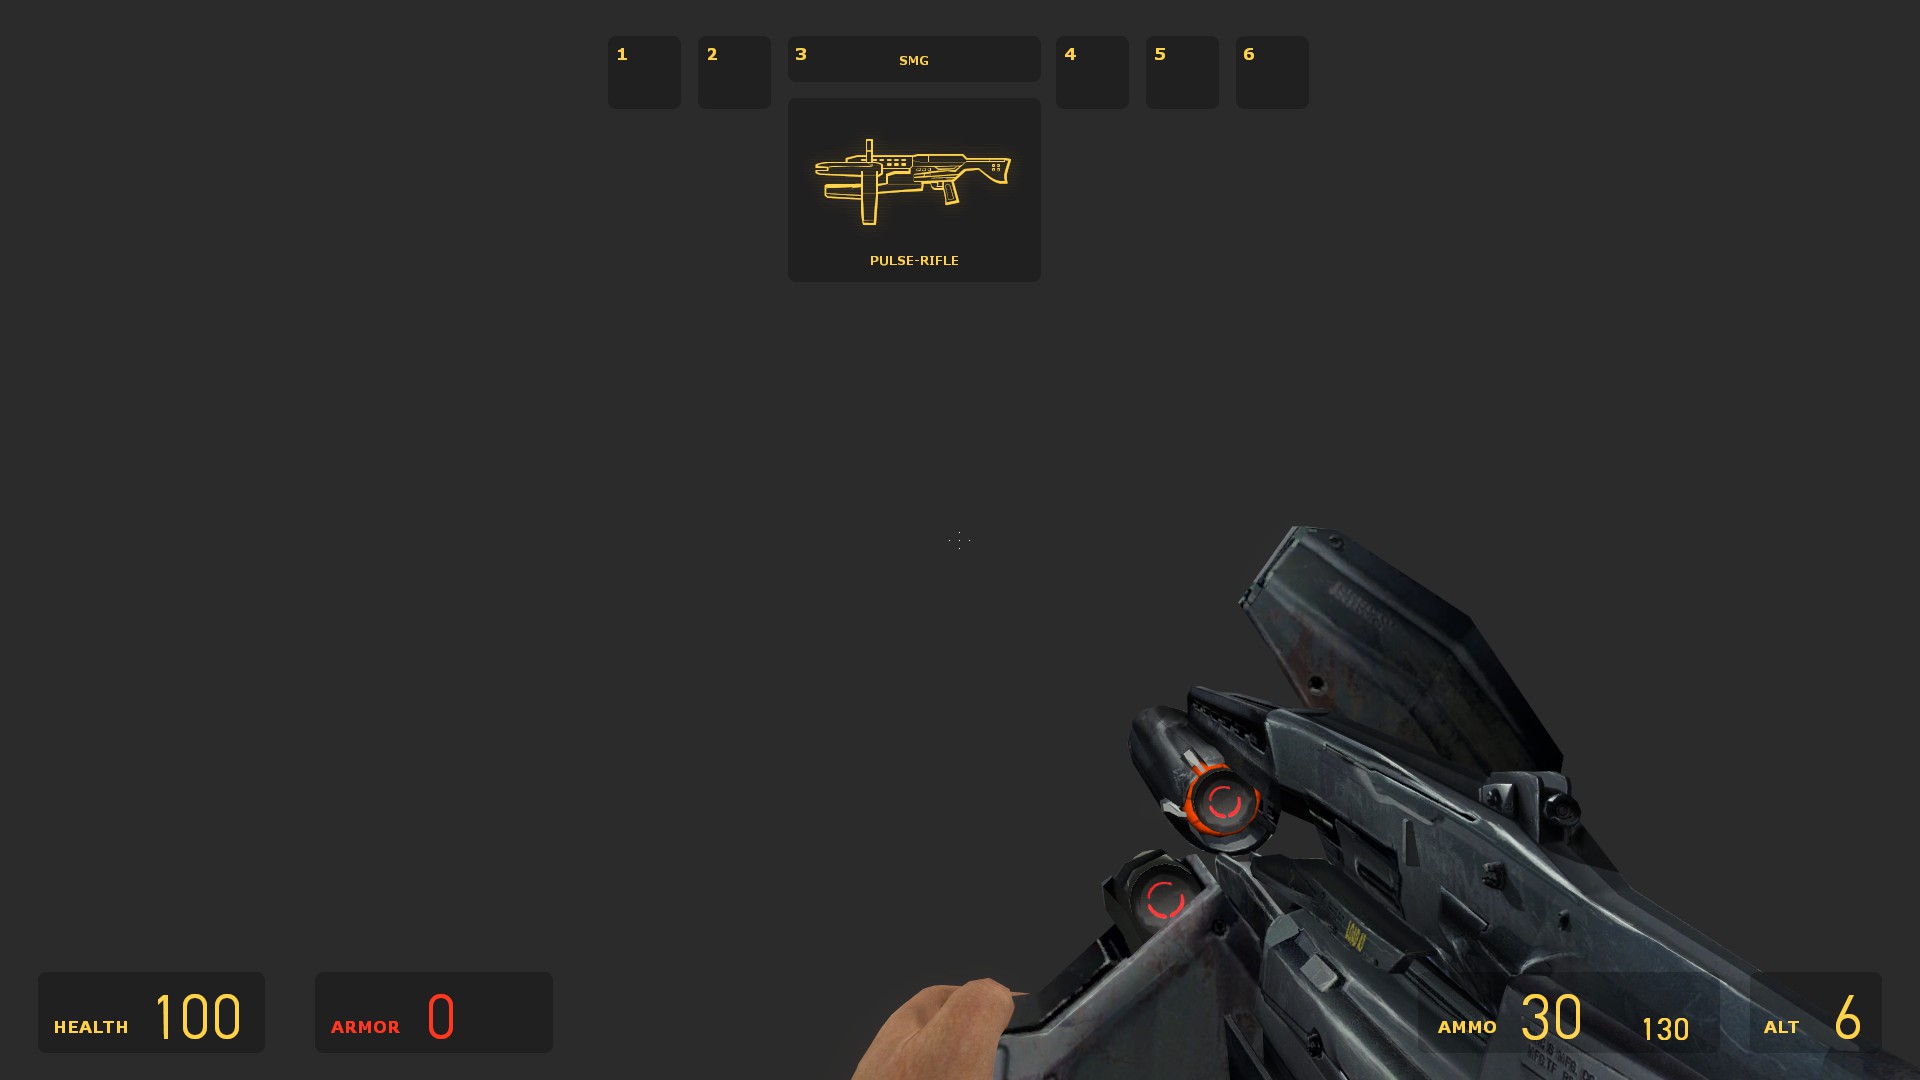 1
2
3 SMG
4
5
6
PULSE-RIFLE
HEALTH 100
ARMOR 0
AMMO 30 130
ALT 6